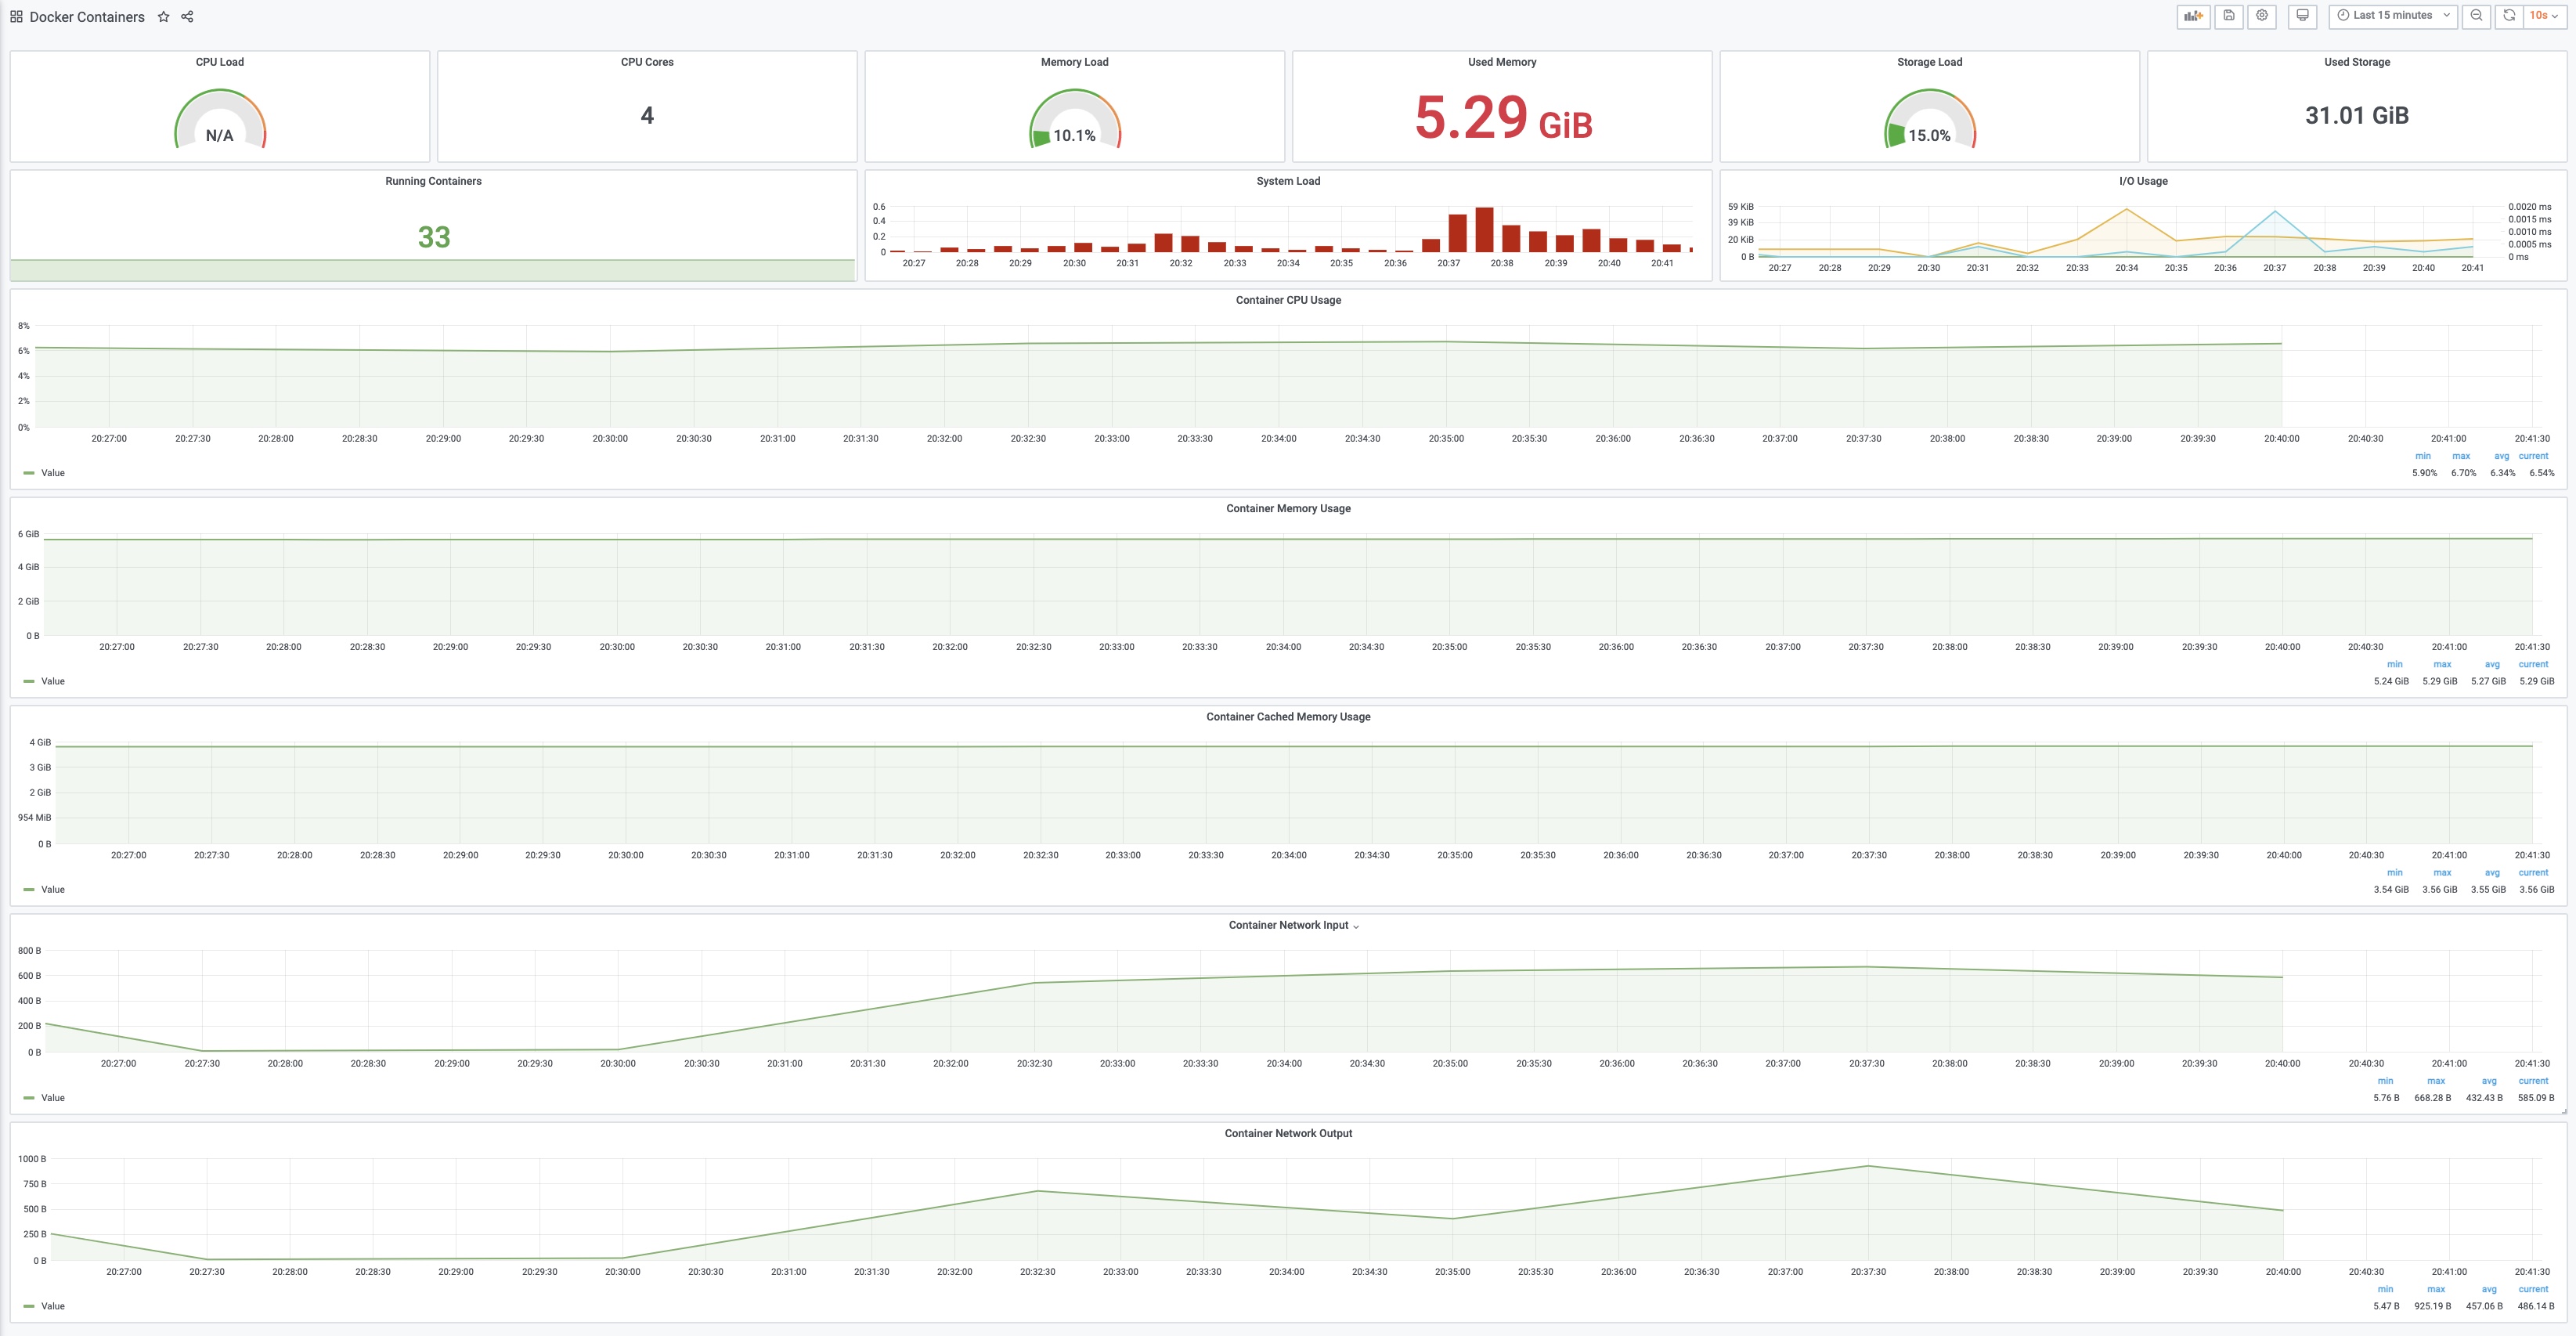 Docker Containers
Last 15 minutes
10s
CPU Load
CPU Cores
Memory Load
Used Memory
Storage Load
Used Storage
N/A
4
10.1%
5.29 GiB
15.0%
31.01 GiB
Running Containers
33
System Load
0.6
0.4
0.2
0
20:27 20:28 20:29 20:30 20:31 20:32 20:33 20:34 20:35 20:36 20:37 20:38 20:39 20:40 20:41
I/O Usage
59 KiB 0.0020 ms
0.0015 ms
39 KiB
0.0010 ms
20 KiB
0.0005 ms
0 B 0 ms
20:27 20:28 20:29 20:30 20:31 20:32 20:33 20:34 20:35 20:36 20:37 20:38 20:39 20:40 20:41
Container CPU Usage
8%
6%
4%
2%
0%
20:27:00 20:27:30 20:28:00 20:28:30 20:29:00 20:29:30 20:30:00 20:30:30 20:31:00 20:31:30 20:32:00 20:32:30 20:33:00 20:33:30 20:34:00 20:34:30 20:35:00 20:35:30 20:36:00 20:36:30 20:37:00 20:37:30 20:38:00 20:38:30 20:39:00 20:39:30 20:40:00 20:40:30 20:41:00 20:41:30
min max avg current
Value 5.90% 6.70% 6.34% 6.54%
Container Memory Usage
6 GiB
4 GiB
2 GiB
0 B
20:27:00 20:27:30 20:28:00 20:28:30 20:29:00 20:29:30 20:30:00 20:30:30 20:31:00 20:31:30 20:32:00 20:32:30 20:33:00 20:33:30 20:34:00 20:34:30 20:35:00 20:35:30 20:36:00 20:36:30 20:37:00 20:37:30 20:38:00 20:38:30 20:39:00 20:39:30 20:40:00 20:40:30 20:41:00 20:41:30
min max avg current
Value 5.24 GiB 5.29 GiB 5.27 GiB 5.29 GiB
Container Cached Memory Usage
4 GiB
3 GiB
2 GiB
954 MiB
0 B
20:27:00 20:27:30 20:28:00 20:28:30 20:29:00 20:29:30 20:30:00 20:30:30 20:31:00 20:31:30 20:32:00 20:32:30 20:33:00 20:33:30 20:34:00 20:34:30 20:35:00 20:35:30 20:36:00 20:36:30 20:37:00 20:37:30 20:38:00 20:38:30 20:39:00 20:39:30 20:40:00 20:40:30 20:41:00 20:41:30
min max avg current
Value 3.54 GiB 3.56 GiB 3.55 GiB 3.56 GiB
Container Network Input
800 B
600 B
400 B
200 B
0 B
20:27:00 20:27:30 20:28:00 20:28:30 20:29:00 20:29:30 20:30:00 20:30:30 20:31:00 20:31:30 20:32:00 20:32:30 20:33:00 20:33:30 20:34:00 20:34:30 20:35:00 20:35:30 20:36:00 20:36:30 20:37:00 20:37:30 20:38:00 20:38:30 20:39:00 20:39:30 20:40:00 20:40:30 20:41:00 20:41:30
min max avg current
Value 5.76 B 668.28 B 432.43 B 585.09 B
Container Network Output
1000 B
750 B
500 B
250 B
0 B
20:27:00 20:27:30 20:28:00 20:28:30 20:29:00 20:29:30 20:30:00 20:30:30 20:31:00 20:31:30 20:32:00 20:32:30 20:33:00 20:33:30 20:34:00 20:34:30 20:35:00 20:35:30 20:36:00 20:36:30 20:37:00 20:37:30 20:38:00 20:38:30 20:39:00 20:39:30 20:40:00 20:40:30 20:41:00 20:41:30
min max avg current
Value 5.47 B 925.19 B 457.06 B 486.14 B